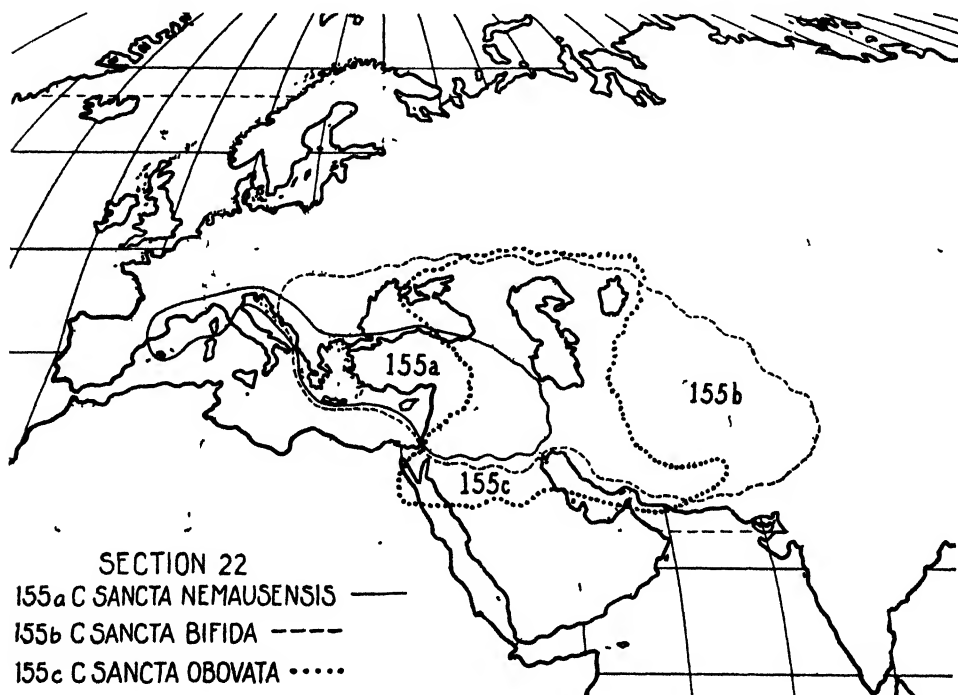 155a
155b
155c
SECTION 22
155a C SANCTA NEMAUSENSIS
155b C SANCTA BIFIDA
155c C SANCTA OBOVATA